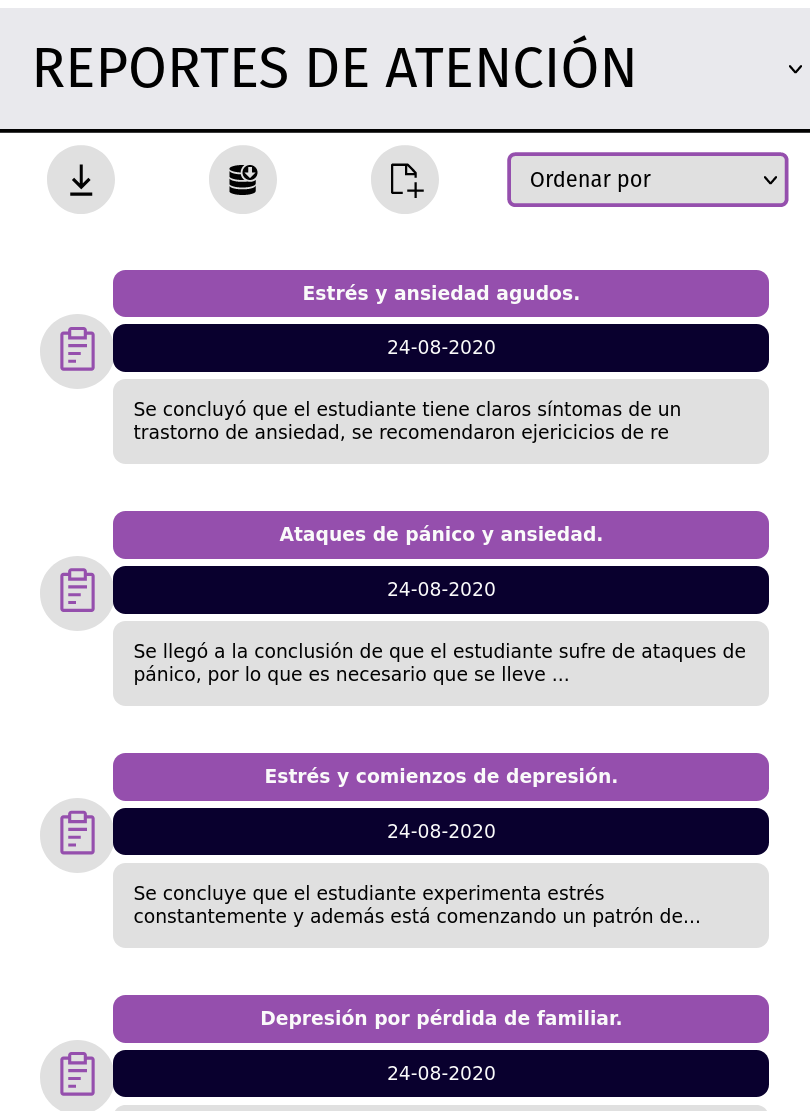 REPORTES DE ATENCIÓN
Ordenar por
Estrés y ansiedad agudos.
24-08-2020
Se concluyó que el estudiante tiene claros síntomas de un
trastorno de ansiedad, se recomendaron ejericicios de re
Ataques de pánico y ansiedad.
24-08-2020
Se llegó a la conclusión de que el estudiante sufre de ataques de
pánico, por lo que es necesario que se lleve ...
Estrés y comienzos de depresión.
24-08-2020
Se concluye que el estudiante experimenta estrés
constantemente y además está comenzando un patrón de...
Depresión por pérdida de familiar.
24-08-2020